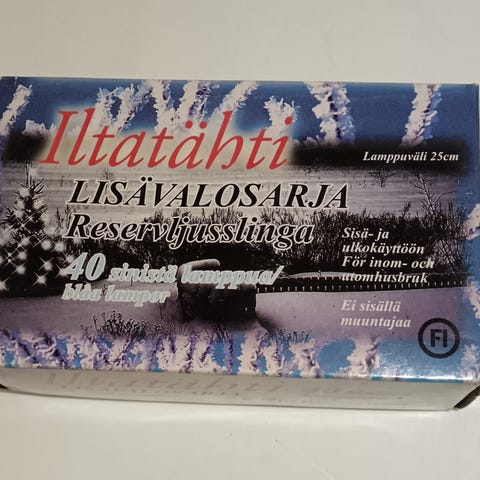 Iltatähti
Lamppuväli 25cm
LISÄVALOSARJA
Reservljusslinga
40 sinistä lamppua/
blåa lampor
Sisä- ja
ulkokäyttöön
För inom- och
utomhusbruk
Ei sisällä
muuntajaa
FI
Iltatähti